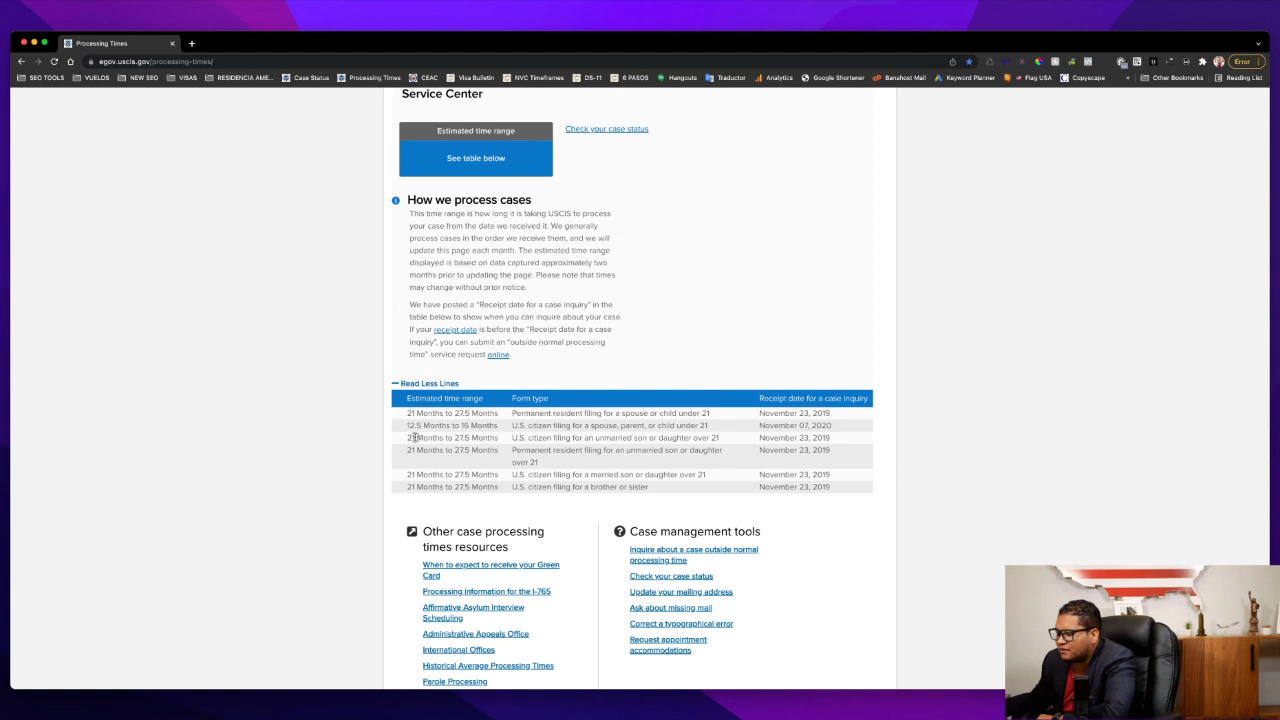 Processing Times
egov.uscis.gov/processing-times/
Error
SEO TOOLS
VUELOS
NEW SEO
VISAS
RESIDENCIA AME...
Case Status
Processing Times
CEAC
Visa Bulletin
NYC Timeframes
DS-11
6 PASOS
Hangouts
Traductor
Analytics
Google Shortener
Banahost Mail
Keyword Planner
Flag USA
Copyscape
Other Bookmarks
Reading List
Service Center
Estimated time range
Check your case status
See table below
How we process cases
This time range is how long it is taking USCIS to process
your case from the date we received it. We generally
process cases in the order we receive them, and we will
update this page each month. The estimated time range
displayed is based on data captured approximately two
months prior to updating the page. Please note that times
may change without prior notice.
We have posted a "Receipt date for a case inquiry" in the
table below to show when you can inquire about your case.
If your receipt date is before the "Receipt date for a case
inquiry", you can submit an "outside normal processing
time" service request online.
Read Less Lines
Estimated time range Form type Receipt date for a case inquiry
21 Months to 27.5 Months Permanent resident filing for a spouse or child under 21 November 23, 2019
12.5 Months to 16 Months U.S. citizen filing for a spouse, parent, or child under 21 November 07, 2020
Months to 27.5 Months U.S. citizen filing for an unmarried son or daughter over 21 November 23, 2019
21 Months to 27.5 Months Permanent resident filing for an unmarried son or daughter November 23, 2019
over 21
21 Months to 27.5 Months U.S. citizen filing for a married son or daughter over 21 November 23, 2019
21 Months to 27.5 Months U.S. citizen filing for a brother or sister November 23, 2019
Other case processing
times resources
When to expect to receive your Green
Card
Processing information for the I-765
Affirmative Asylum Interview
Scheduling
Administrative Appeals Office
International Offices
Historical Average Processing Times
Parole Processing
Case management tools
Inquire about a case outside normal
processing time
Check your case status
Update your mailing address
Ask about missing mail
Correct a typographical error
Request appointment
accommodations